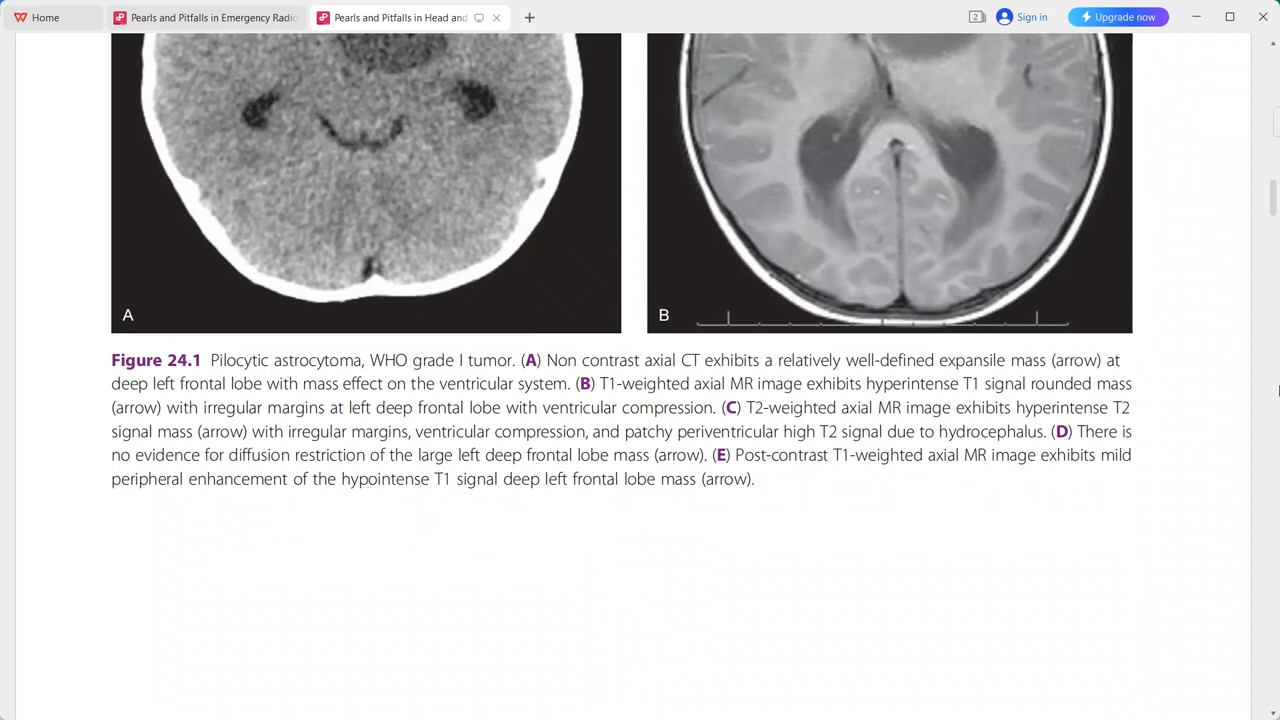 Home
Pearls and Pitfalls in Emergency Radio
Pearls and Pitfalls in Head and
2
Sign in
Upgrade now
A
B
Figure 24.1 Pilocytic astrocytoma, WHO grade I tumor. (A) Non contrast axial CT exhibits a relatively well-defined expansile mass (arrow) at
deep left frontal lobe with mass effect on the ventricular system. (B) T1-weighted axial MR image exhibits hyperintense T1 signal rounded mass
(arrow) with irregular margins at left deep frontal lobe with ventricular compression. (C) T2-weighted axial MR image exhibits hyperintense T2
signal mass (arrow) with irregular margins, ventricular compression, and patchy periventricular high T2 signal due to hydrocephalus. (D) There is
no evidence for diffusion restriction of the large left deep frontal lobe mass (arrow). (E) Post-contrast T1-weighted axial MR image exhibits mild
peripheral enhancement of the hypointense T1 signal deep left frontal lobe mass (arrow).